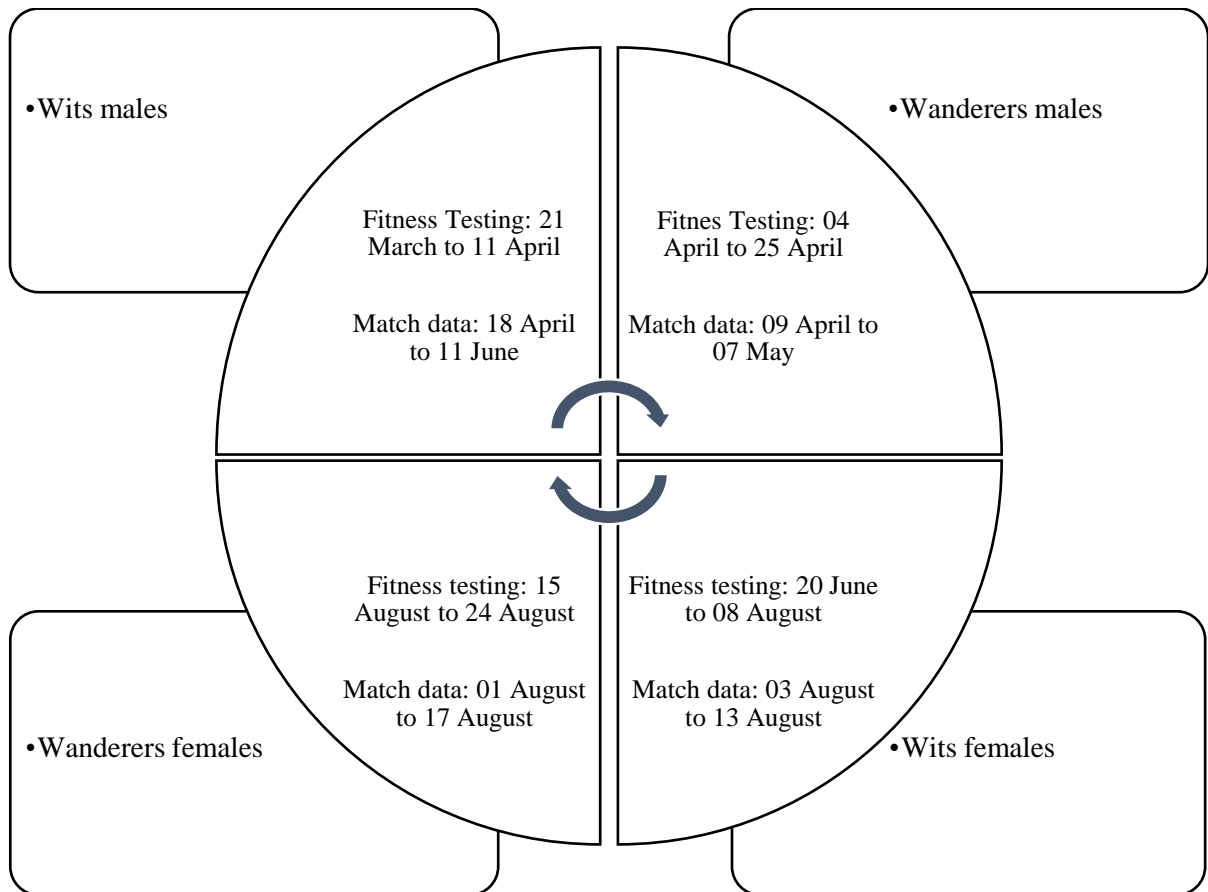 •Wits males
•Wanderers males
Fitness Testing: 21
March to 11 April
Match data: 18 April
to 11 June
Fitnes Testing: 04
April to 25 April
Match data: 09 April to
07 May
Fitness testing: 15
August to 24 August
Match data: 01 August
to 17 August
Fitness testing: 20 June
to 08 August
Match data: 03 August
to 13 August
•Wanderers females
•Wits females